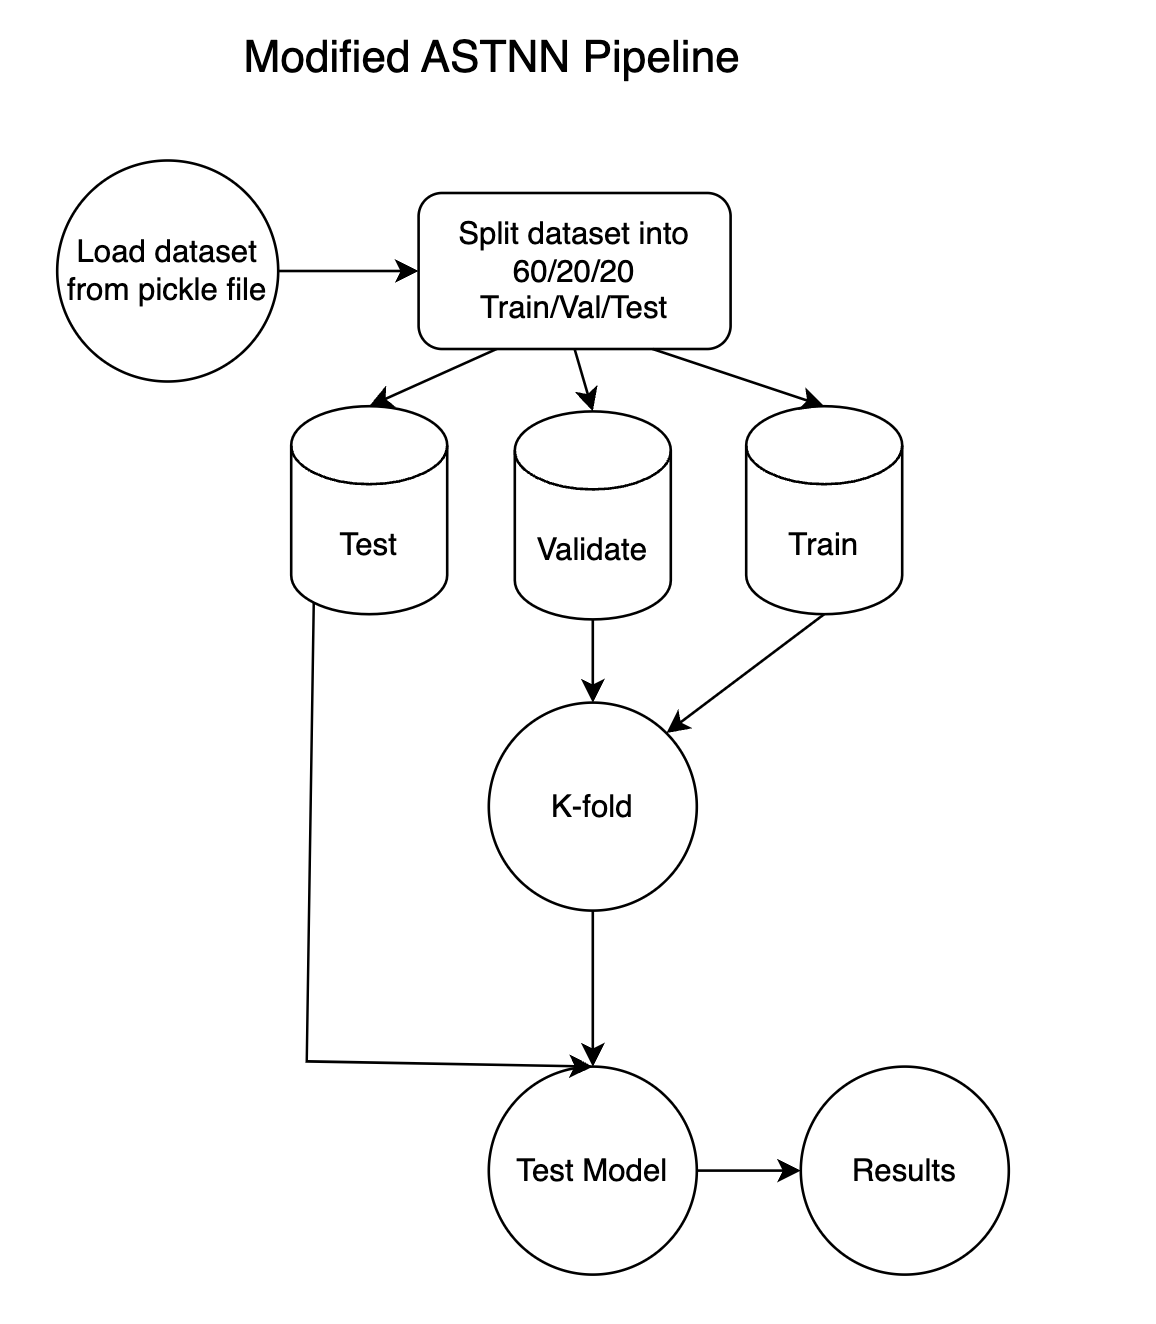 Modified ASTNN Pipeline
Load dataset
from pickle file
Split dataset into
60/20/20
Train/Val/Test
Test
Validate
Train
K-fold
Test Model
Results